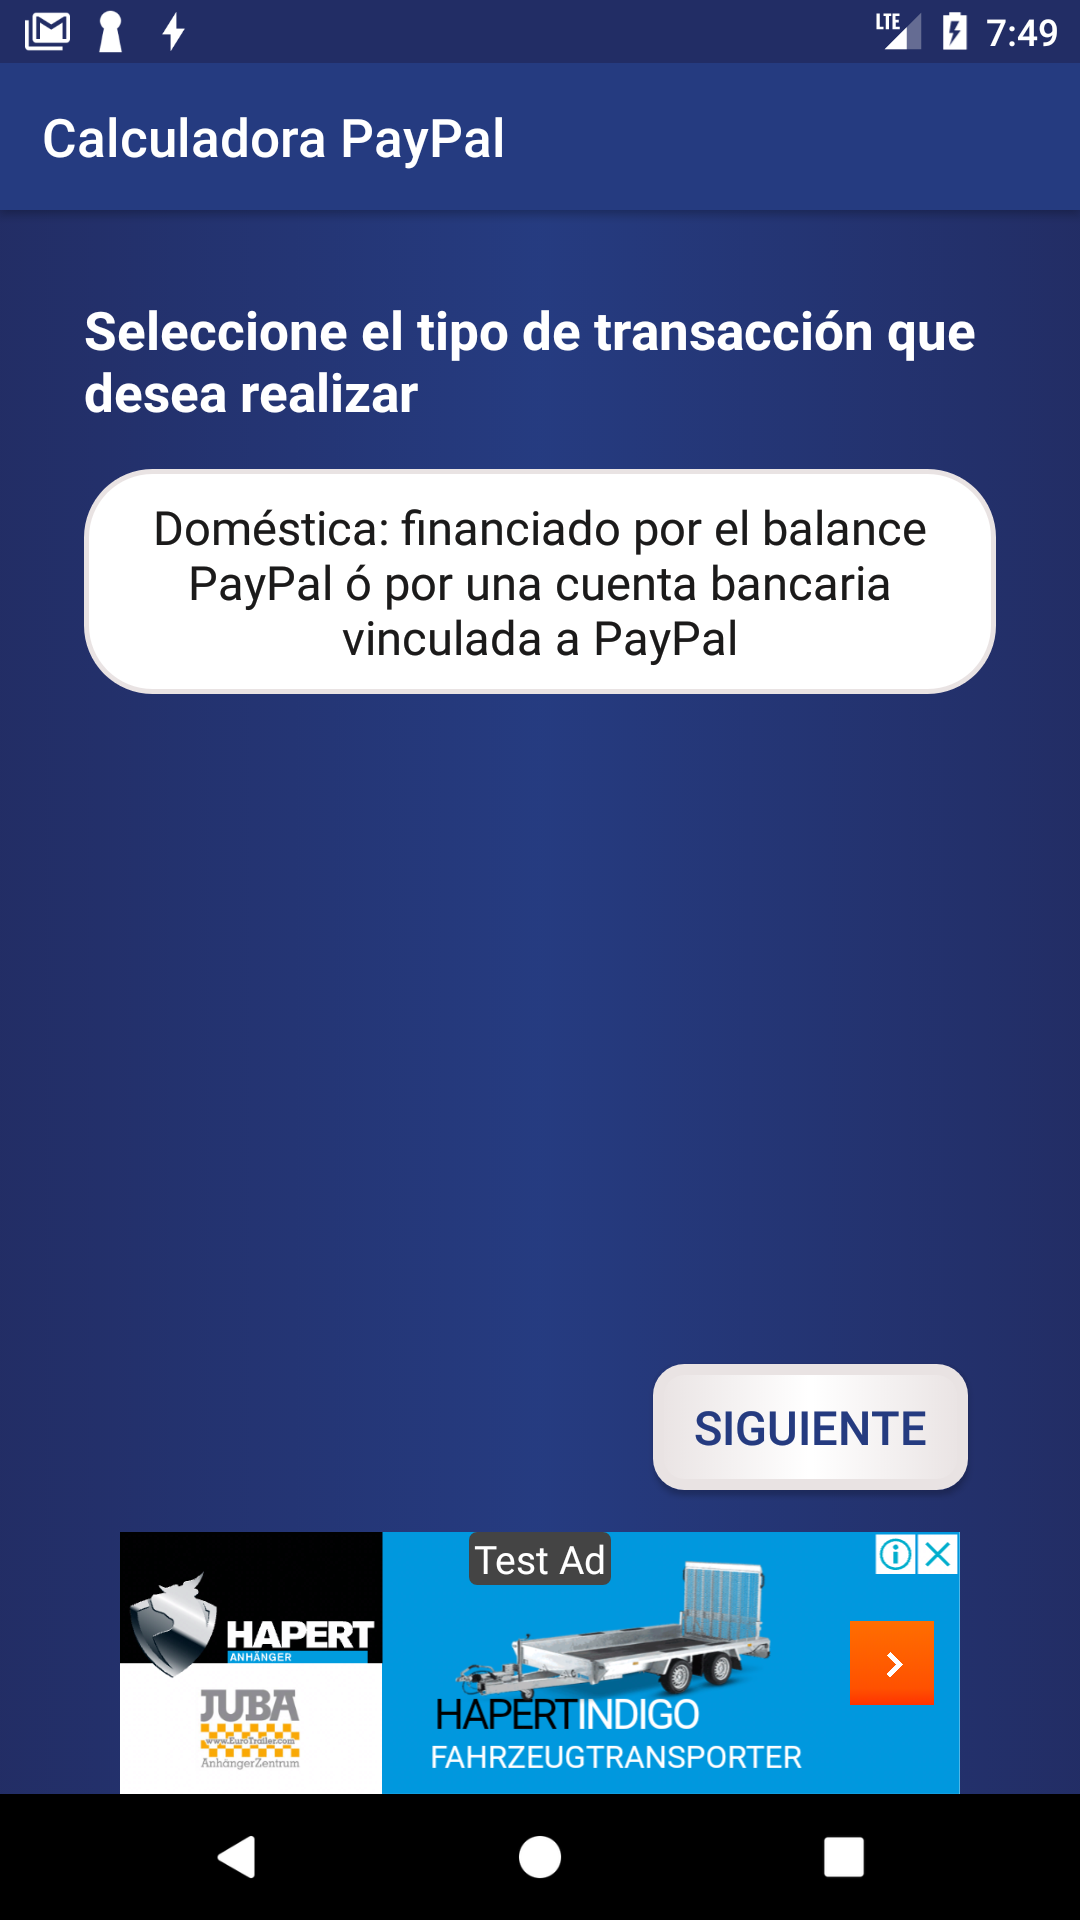 LTE 7:49
Calculadora PayPal
Seleccione el tipo de transacción que
desea realizar
Doméstica: financiado por el balance
PayPal ó por una cuenta bancaria
vinculada a PayPal
SIGUIENTE
Test Ad
HAPERT
ANHÄNGER
JUBA
www.EuroTrailer.com
AnhängerZentrum
HAPERTINDIGO
FAHRZEUGTRANSPORTER